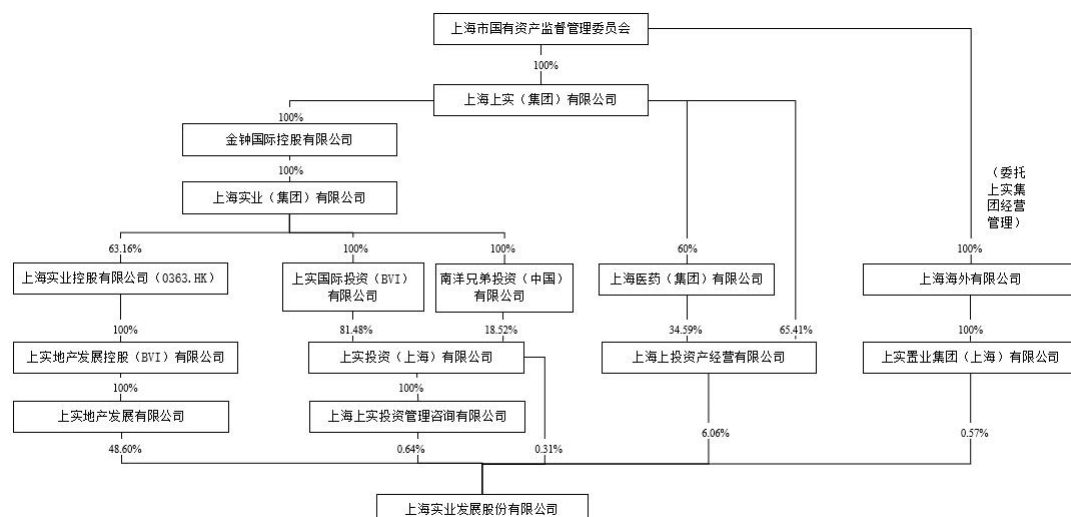 上海市国有资产监督管理委员会
100%
上海上实（集团）有限公司
100%
金钟国际控股有限公司
（委托
上实集
团经营
管理）
100%
上海实业（集团）有限公司
63.16%
100%
100%
60%
100%
上海实业控股有限公司（0363.HK）
上实国际投资（BVI）
有限公司
南洋兄弟投资（中国）
有限公司
上海医药（集团）有限公司
上海海外有限公司
100%
81.48%
18.52%
34.59%
65.41%
100%
上实地产发展控股（BVI）有限公司
上实投资（上海）有限公司
上海上投资产经营有限公司
上实置业集团（上海）有限公司
100%
100%
上实地产发展有限公司
上海上实投资管理咨询有限公司
48.60%
0.64%
0.31%
6.06%
0.57%
上海实业发展股份有限公司